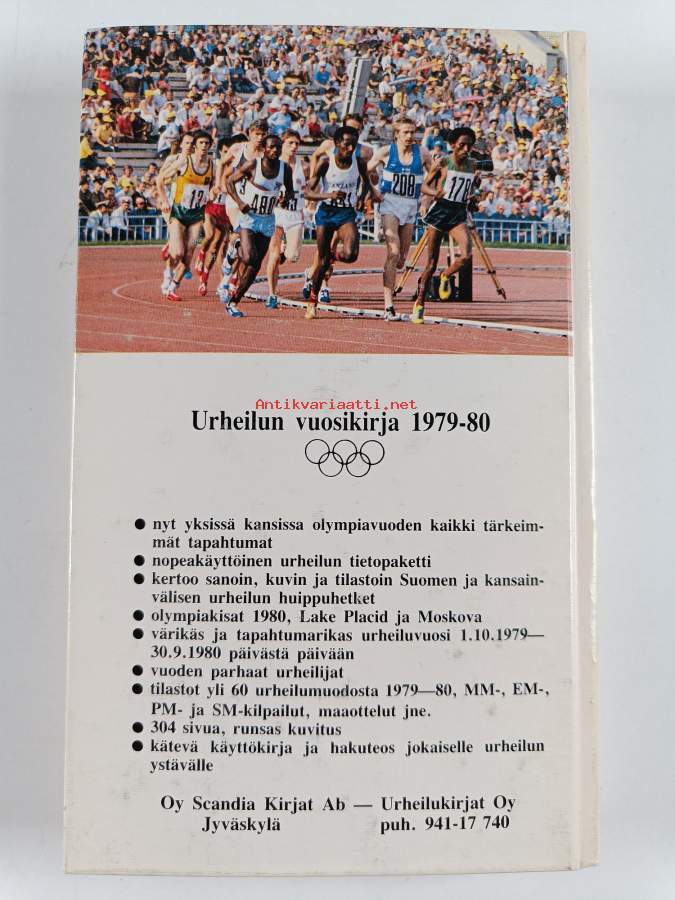 12
480
208
178
Antikvariaatti.net
Urheilun vuosikirja 1979-80
● nyt yksissä kansissa olympiavuoden kaikki tärkeim-
mät tapahtumat
● nopeakäyttöinen urheilun tietopaketti
● kertoo sanoin, kuvin ja tilastoin Suomen ja kansain-
välisen urheilun huippuhetket
● olympiakisat 1980, Lake Placid ja Moskova
● värikäs ja tapahtumarikas urheiluvuosi 1.10.1979—
30.9.1980 päivästä päivään
● vuoden parhaat urheilijat
● tilastot yli 60 urheilumuodosta 1979—80, MM-, EM-,
PM- ja SM-kilpailut, maaottelut jne.
● 304 sivua, runsas kuvitus
● kätevä käyttökirja ja hakuteos jokaiselle urheilun
ystävälle
Oy Scandia Kirjat Ab — Urheilukirjat Oy
Jyväskylä puh. 941-17 740